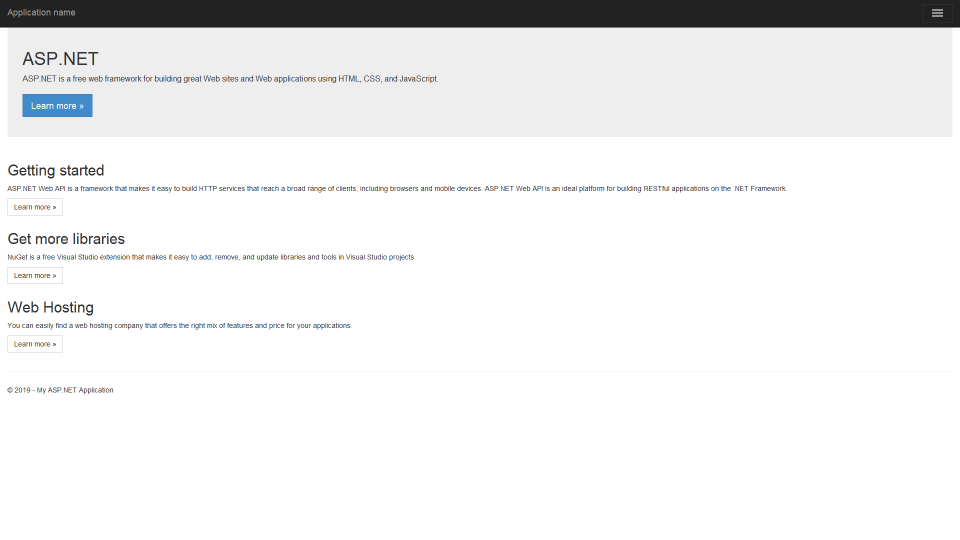 Application name
ASP.NET
ASP.NET is a free web framework for building great Web sites and Web applications using HTML, CSS, and JavaScript.
Learn more »
Getting started
ASP.NET Web API is a framework that makes it easy to build HTTP services that reach a broad range of clients, including browsers and mobile devices. ASP.NET Web API is an ideal platform for building RESTful applications on the .NET Framework.
Learn more »
Get more libraries
NuGet is a free Visual Studio extension that makes it easy to add, remove, and update libraries and tools in Visual Studio projects.
Learn more »
Web Hosting
You can easily find a web hosting company that offers the right mix of features and price for your applications.
Learn more »
© 2019 - My ASP.NET Application